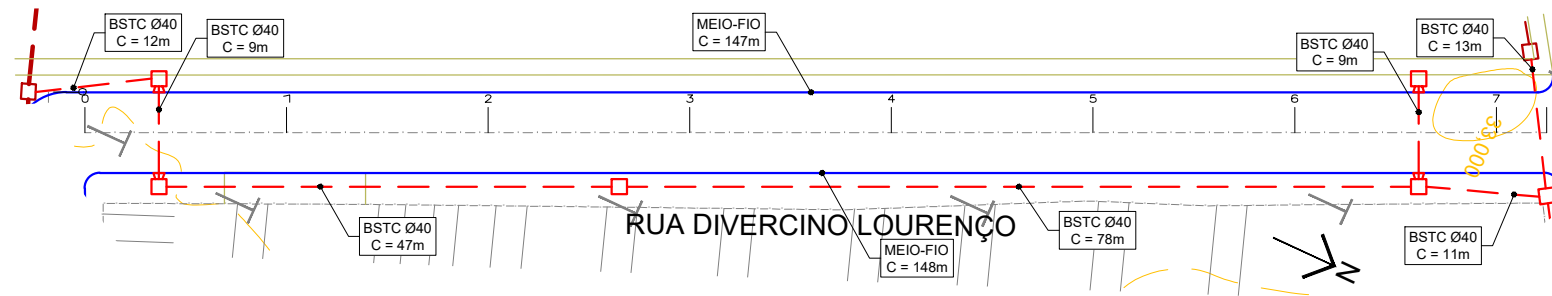 BSTC Ø40
C = 12m
BSTC Ø40
C = 9m
MEIO-FIO
C = 147m
BSTC Ø40
C = 9m
BSTC Ø40
C = 13m
0
1
2
3
4
5
6
7
33,000
RUA DIVERCINO LOURENÇO
BSTC Ø40
C = 47m
MEIO-FIO
C = 148m
BSTC Ø40
C = 78m
BSTC Ø40
C = 11m
N